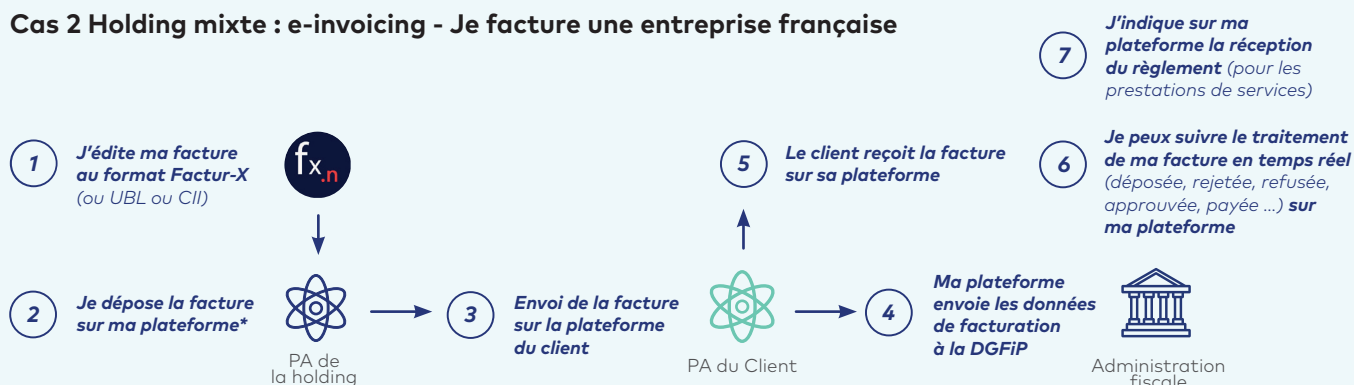 Cas 2 Holding mixte : e-invoicing - Je facture une entreprise française
1
J'édite ma facture
au format Factur-X
(ou UBL ou CII)
fx.n
2
Je dépose la facture
sur ma plateforme*
PA de
la holding
3
Envoi de la facture
sur la plateforme
du client
PA du Client
5
Le client reçoit la facture
sur sa plateforme
4
Ma plateforme
envoie les données
de facturation
à la DGFiP
Administration
fiscale
6
Je peux suivre le traitement
de ma facture en temps réel
(déposée, rejetée, refusée,
approuvée, payée ...) sur
ma plateforme
7
J'indique sur ma
plateforme la réception
du règlement (pour les
prestations de services)